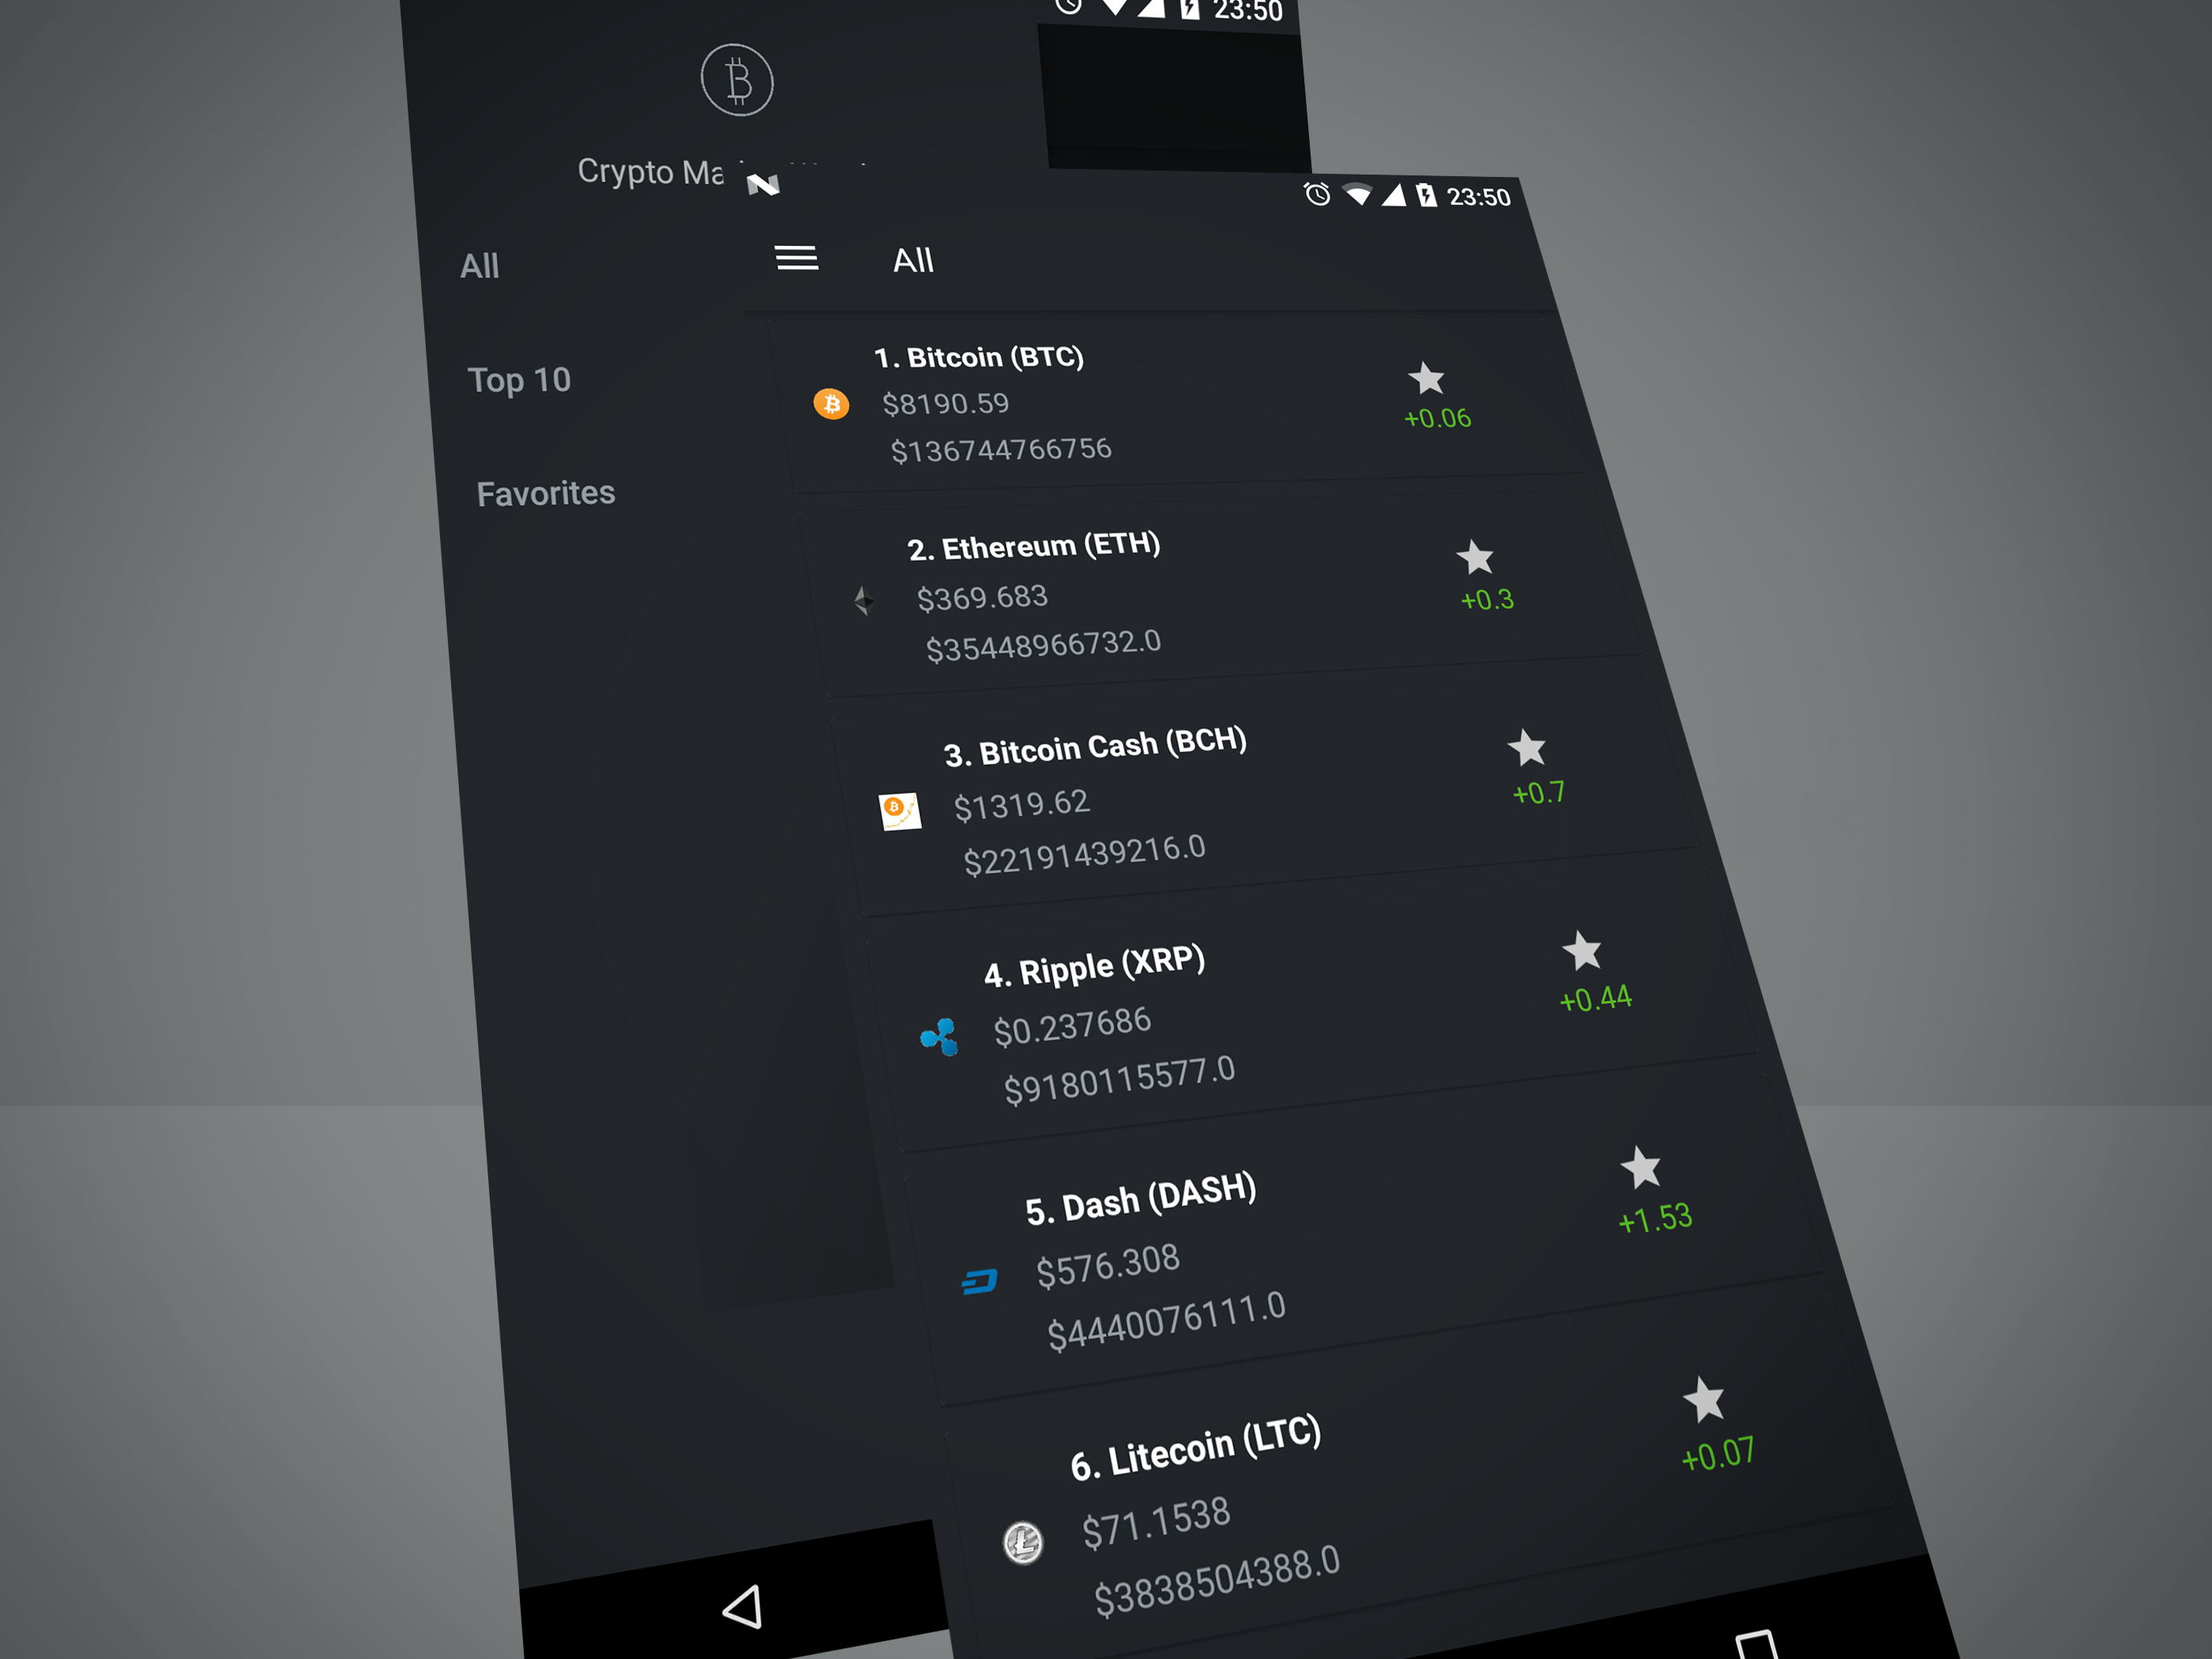 23:50
Crypto
23:50
All
Top 10
Favorites
All
1. Bitcoin (BTC)
$8190.59
$136744766756
+0.06
2. Ethereum (ETH)
$369.683
$35448966732.0
+0.3
3. Bitcoin Cash (BCH)
$1319.62
$22191439216.0
+0.7
4. Ripple (XRP)
$0.237686
$9180115577.0
+0.44
5. Dash (DASH)
$576.308
$4440076111.0
+1.53
6. Litecoin (LTC)
$71.1538
$3838504388.0
+0.07